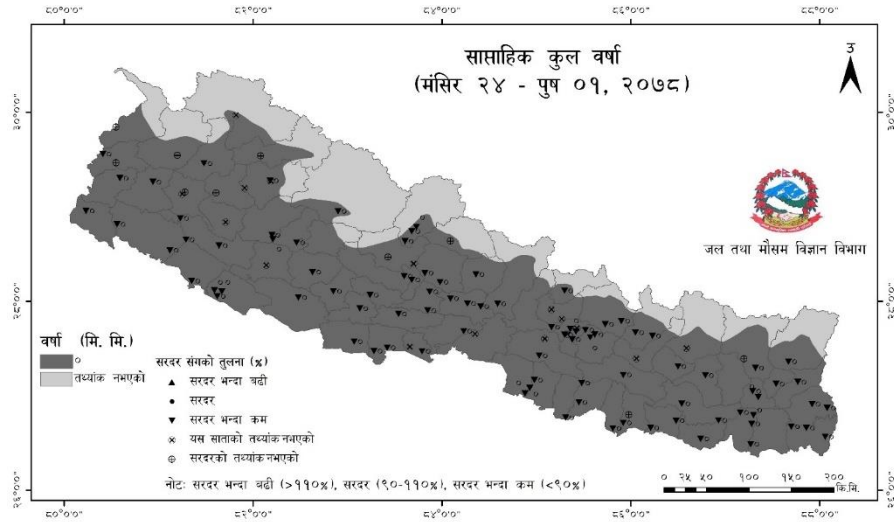 ८०°०'०"
८२°०'०"
८४°०'०"
८६°०'०"
८८°०'०"
साप्ताहिक कुल वर्षा
(मंसिर २४ - पुष ०१, २०७८)
उ
३०°०'०"
३०°०'०"
जल तथा मौसम विज्ञान विभाग
२८°०'०"
२८°०'०"
वर्षा (मि. मि.)
०
तथ्यांक नभएको
सरदर संगको तुलना (%)
सरदर भन्दा बढी
सरदर
सरदर भन्दा कम
यस साताको तथ्यांक नभएको
सरदरको तथ्यांक नभएको
नोटः सरदर भन्दा बढी (>११०%), सरदर (९०-११०%), सरदर भन्दा कम (<९०%)
० २५ ५० १०० १५० २००
कि.मि.
२६°०'०"
२६°०'०"
८०°०'०"
८२°०'०"
८४°०'०"
८६°०'०"
८८°०'०"